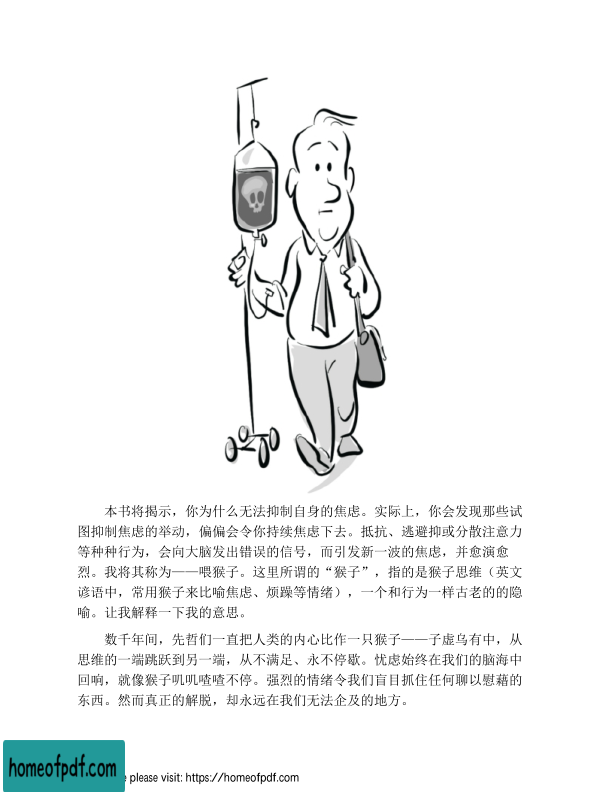 本书将揭示，你为什么无法抑制自身的焦虑。实际上，你会发现那些试
图抑制焦虑的举动，偏偏会令你持续焦虑下去。抵抗、逃避抑或分散注意力
等种种行为，会向大脑发出错误的信号，而引发新一波的焦虑，并愈演愈
烈。我将其称为——喂猴子。这里所谓的“猴子”，指的是猴子思维（英文
谚语中，常用猴子来比喻焦虑、烦躁等情绪），一个和行为一样古老的的隐
喻。让我解释一下我的意思。
数千年间，先哲们一直把人类的内心比作一只猴子——子虚乌有中，从
思维的一端跳跃到另一端，从不满足、永不停歇。忧虑始终在我们的脑海中
回响，就像猴子叽叽喳喳不停。强烈的情绪令我们盲目抓住任何聊以慰藉的
东西。然而真正的解脱，却永远在我们无法企及的地方。
homeofpdf.com
e please visit: https://homeofpdf.com